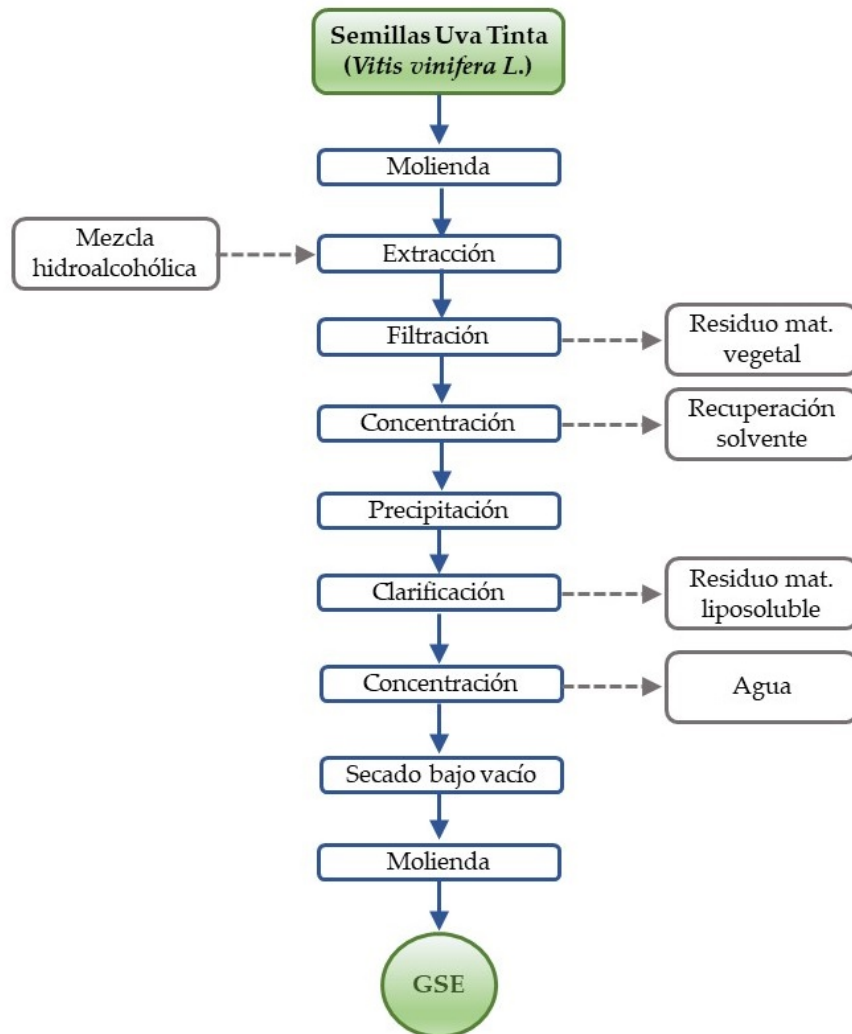 Semillas Uva Tinta
(Vitis vinifera L.)
Molienda
Mezcla
hidroalcohólica
Extracción
Filtración
Residuo mat.
vegetal
Concentración
Recuperación
solvente
Precipitación
Clarificación
Residuo mat.
liposoluble
Concentración
Agua
Secado bajo vacío
Molienda
GSE